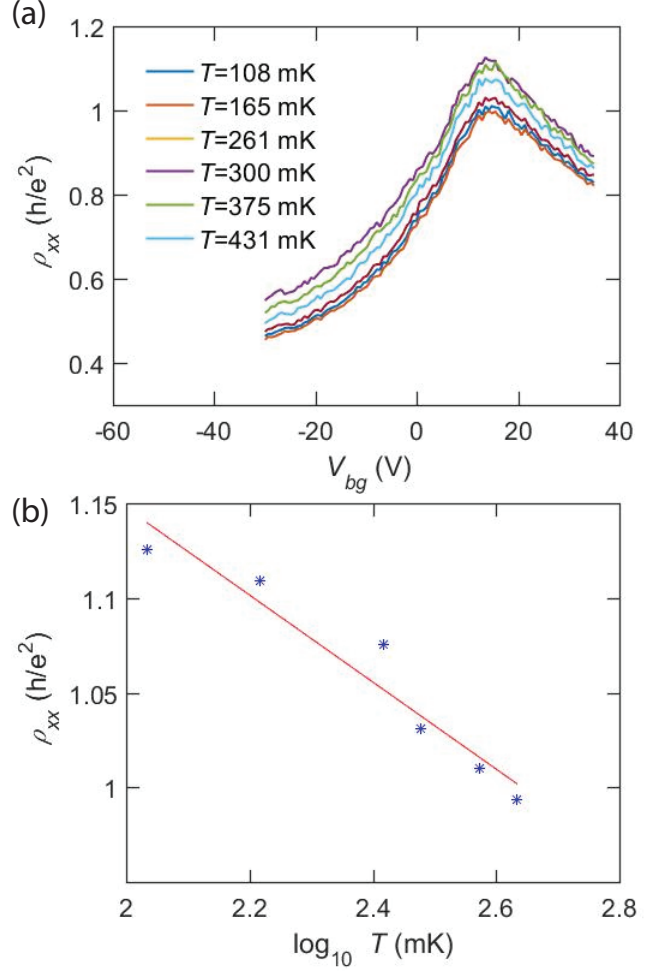 (a)
1.2
1
0.8
0.6
0.4
ρxx (h/e²)
T=108 mK
T=165 mK
T=261 mK
T=300 mK
T=375 mK
T=431 mK
-60 -40 -20 0 20 40
Vbg (V)
(b)
1.15
1.11
1.05
1
ρxx (h/e²)
2 2.2 2.4 2.6 2.8
log10 T (mK)